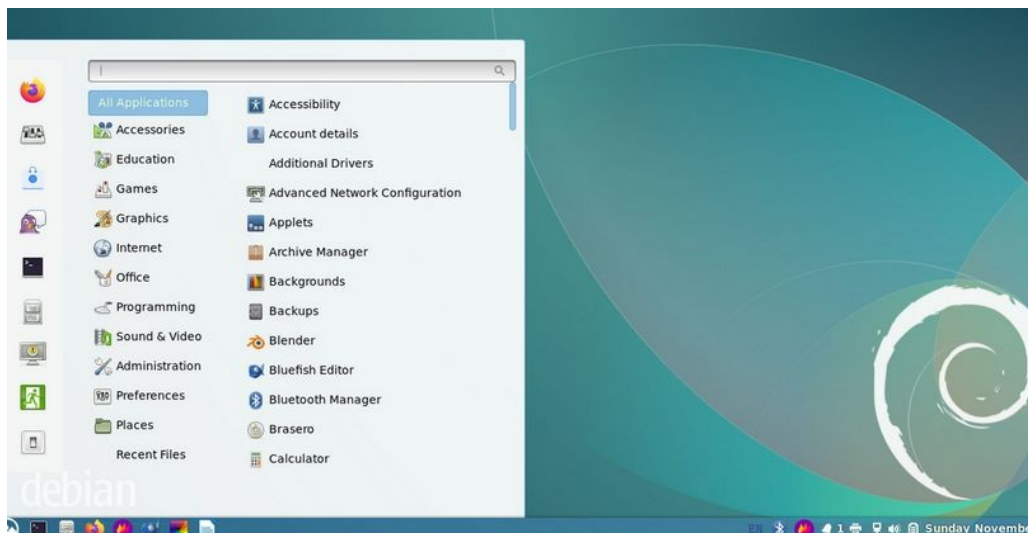 All Applications
Accessories
Education
Games
Graphics
Internet
Office
Programming
Sound & Video
Administration
Preferences
Places
Recent Files
Accessibility
Account details
Additional Drivers
Advanced Network Configuration
Applets
Archive Manager
Backgrounds
Backups
Blender
Bluefish Editor
Bluetooth Manager
Brasero
Calculator
debian
EN 1 Sunday Novembe